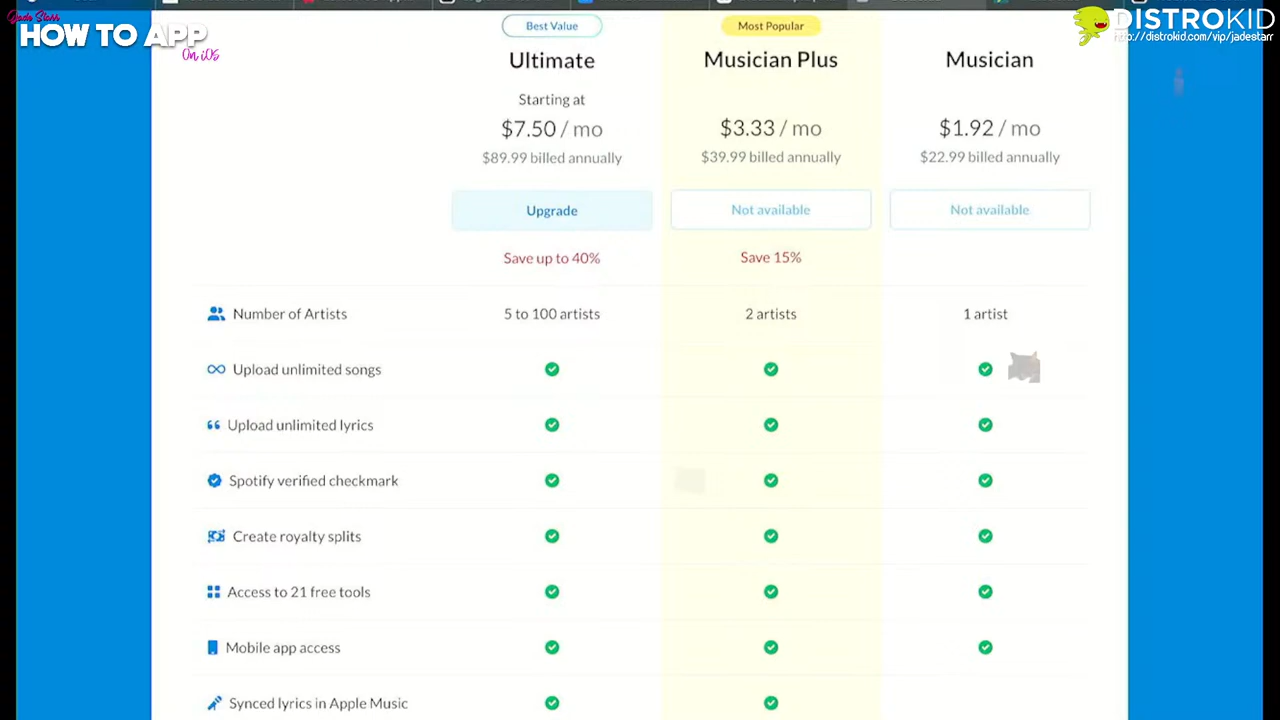 Jade Starr
HOW TO APP
On iOS
DISTROKID
http://distrokid.com/vip/jadestarr
Best Value
Most Popular
Ultimate
Musician Plus
Musician
Starting at
$7.50 / mo
$3.33 / mo
$1.92 / mo
$89.99 billed annually
$39.99 billed annually
$22.99 billed annually
Upgrade
Not available
Not available
Save up to 40%
Save 15%
Number of Artists
5 to 100 artists
2 artists
1 artist
Upload unlimited songs
Upload unlimited lyrics
Spotify verified checkmark
Create royalty splits
Access to 21 free tools
Mobile app access
Synced lyrics in Apple Music